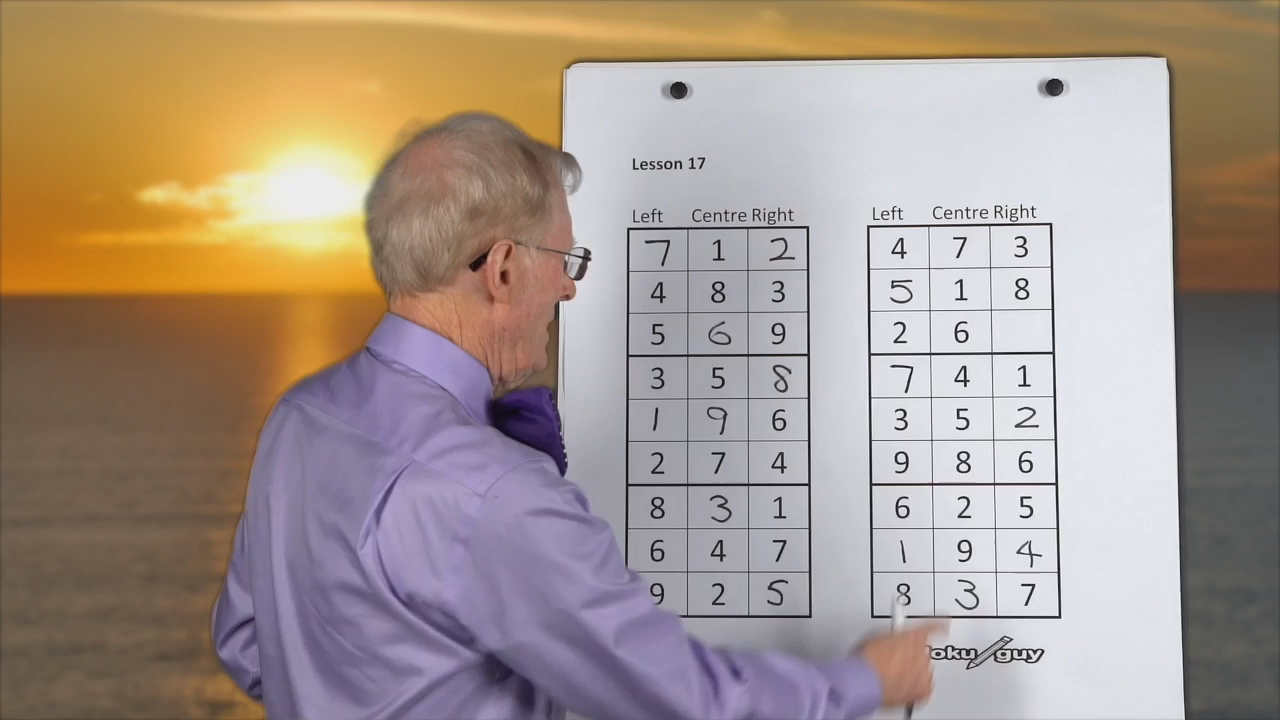 Lesson 17
Left Centre Right
7 1 2
4 8 3
5 6 9
3 5 8
1 9 6
2 7 4
8 3 1
6 4 7
9 2 5
Left Centre Right
4 7 3
5 1 8
2 6
7 4 1
3 5 2
9 8 6
6 2 5
1 9 4
8 3 7
oku guy